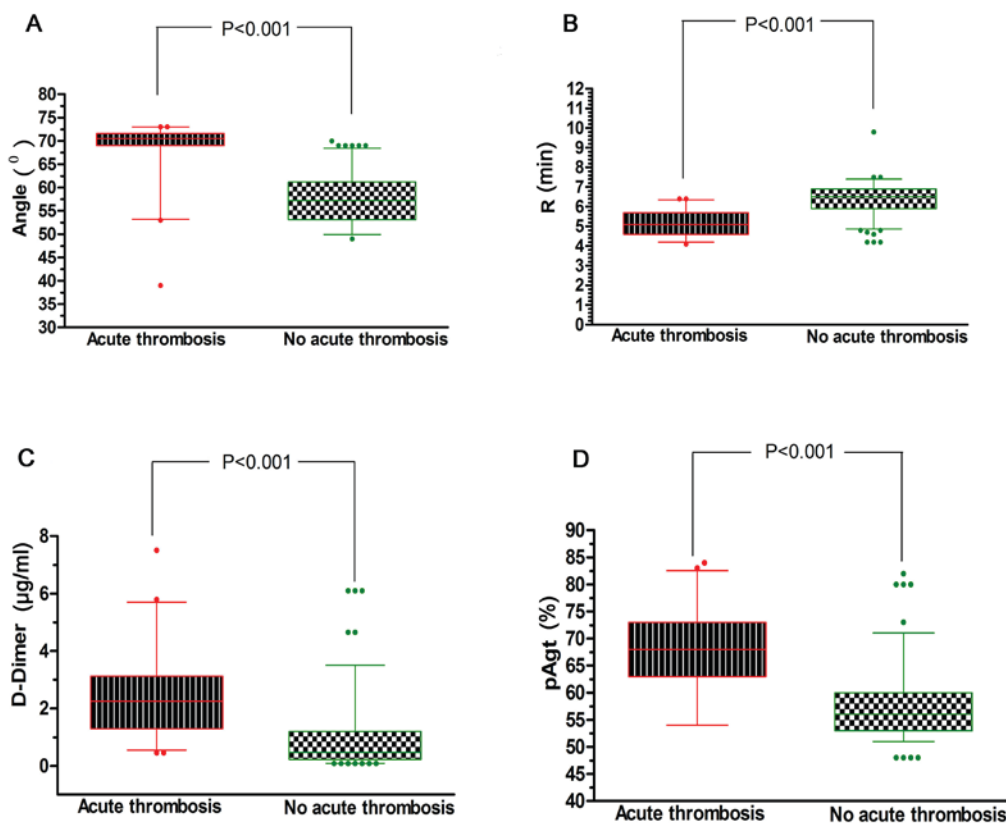 A
P<0.001
80
75
70
65
60
55
50
45
40
35
30
Angle ( 0 )
Acute thrombosis
No acute thrombosis
B
P<0.001
12
11
10
9
8
7
6
5
4
3
2
1
0
R (min)
Acute thrombosis
No acute thrombosis
C
P<0.001
8
6
4
2
0
D-Dimer (µg/ml)
Acute thrombosis
No acute thrombosis
D
P<0.001
90
85
80
75
70
65
60
55
50
45
40
pAgt (%)
Acute thrombosis
No acute thrombosis